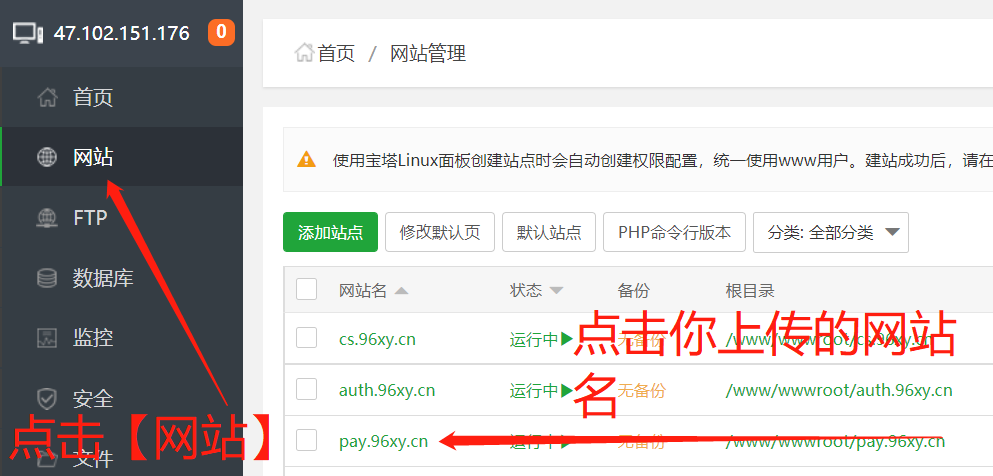 47.102.151.176 0
首页
网站
FTP
数据库
监控
安全
文件
点击【网站】
首页 / 网站管理
使用宝塔Linux面板创建站点时会自动创建权限配置，统一使用www用户。建站成功后，请在
添加站点 修改默认页 默认站点 PHP命令行版本 分类: 全部分类
网站名 状态 备份 根目录
cs.96xy.cn 运行中 无备份 /www/wwwroot/cs.96xy.cn
点击你上传的网站
名
auth.96xy.cn 运行中 无备份 /www/wwwroot/auth.96xy.cn
pay.96xy.cn 运行中 无备份 /www/wwwroot/pay.96xy.cn